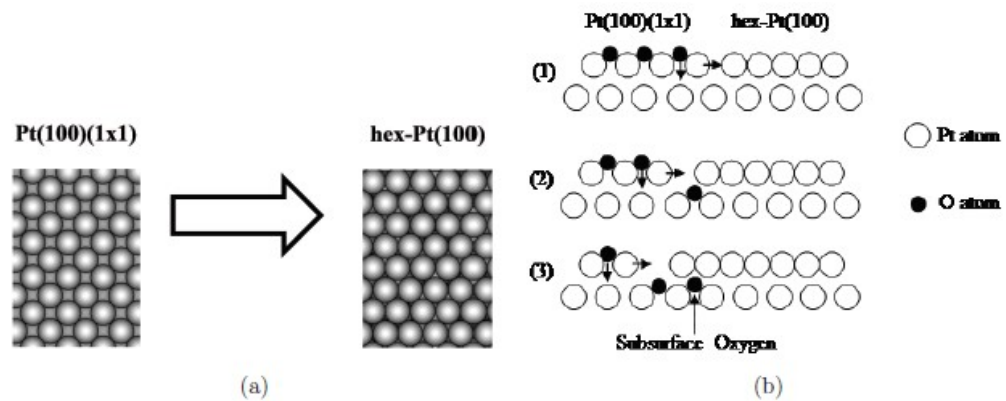 Pt(100)(1x1) hex-Pt(100)
(1)
Pt(100)(1x1) hex-Pt(100)
Pt atom
(2)
O atom
(3)
Subsurface Oxygen
(a) (b)